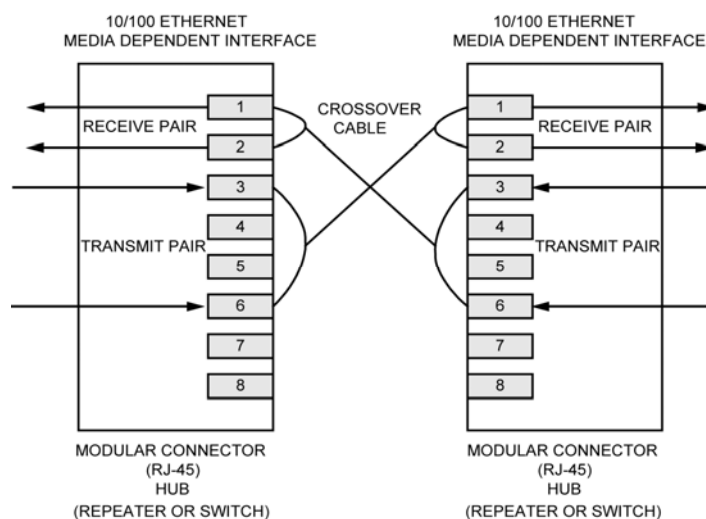 10/100 ETHERNET
MEDIA DEPENDENT INTERFACE
10/100 ETHERNET
MEDIA DEPENDENT INTERFACE
1
RECEIVE PAIR
2
3
4
TRANSMIT PAIR
5
6
7
8
CROSSOVER
CABLE
1
RECEIVE PAIR
2
3
4
TRANSMIT PAIR
5
6
7
8
MODULAR CONNECTOR
(RJ-45)
HUB
(REPEATER OR SWITCH)
MODULAR CONNECTOR
(RJ-45)
HUB
(REPEATER OR SWITCH)